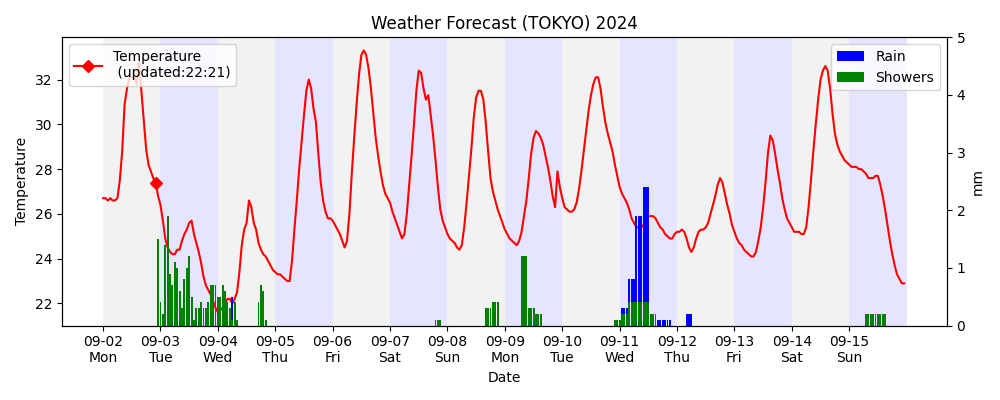 Weather Forecast (TOKYO) 2024
Temperature
(updated:22:21)
Rain
Showers
Temperature
32
30
28
26
24
22
5
4
3
2
1
0
mm
09-02 09-03 09-04 09-05 09-06 09-07 09-08 09-09 09-10 09-11 09-12 09-13 09-14 09-15
Mon Tue Wed Thu Fri Sat Sun Mon Tue Wed Thu Fri Sat Sun
Date